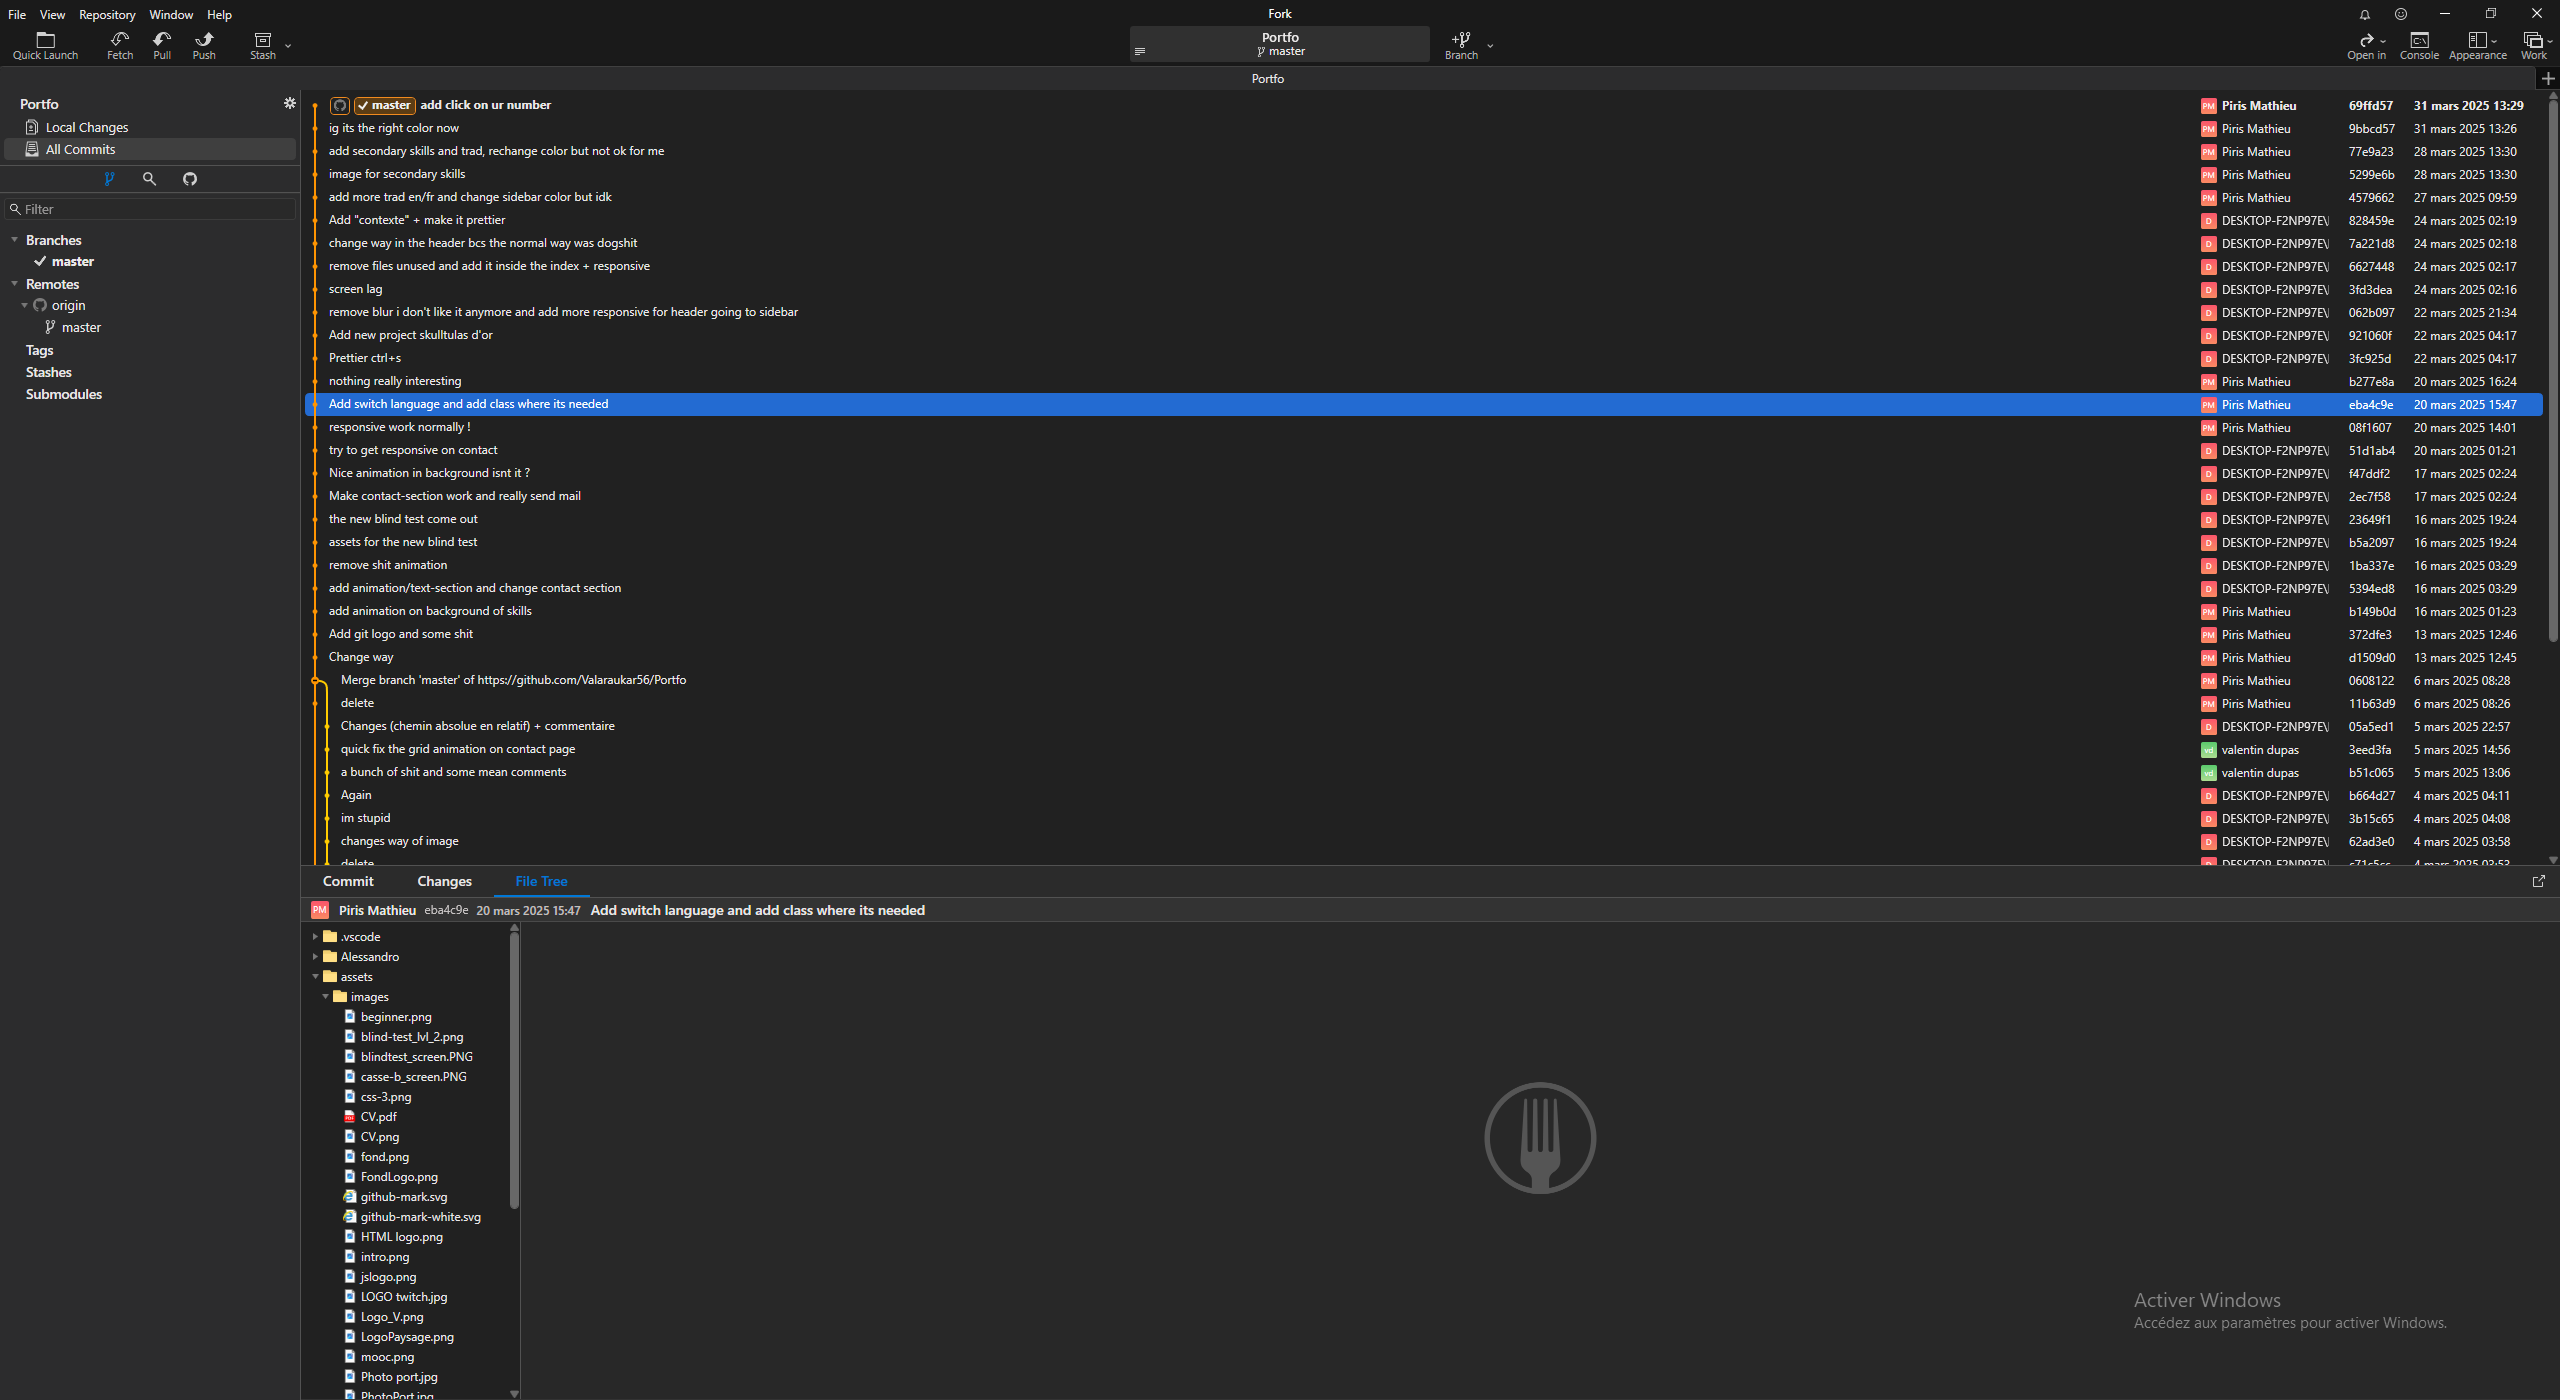 File View Repository Window Help
Fork
Quick Launch Fetch Pull Push Stash
Portfo
master
Branch
Open in Console Appearance Work
Portfo
Portfo
Local Changes
All Commits
Filter
Branches
master
Remotes
origin
master
Tags
Stashes
Submodules
master add click on ur number PM Piris Mathieu 69ffd57 31 mars 2025 13:29
ig its the right color now PM Piris Mathieu 9bbcd57 31 mars 2025 13:26
add secondary skills and trad, rechange color but not ok for me PM Piris Mathieu 77e9a23 28 mars 2025 13:30
image for secondary skills PM Piris Mathieu 5299e6b 28 mars 2025 13:30
add more trad en/fr and change sidebar color but idk PM Piris Mathieu 4579662 27 mars 2025 09:59
Add "contexte" + make it prettier D DESKTOP-F2NP97E\ 828459e 24 mars 2025 02:19
change way in the header bcs the normal way was dogshit D DESKTOP-F2NP97E\ 7a221d8 24 mars 2025 02:18
remove files unused and add it inside the index + responsive D DESKTOP-F2NP97E\ 6627448 24 mars 2025 02:17
screen lag D DESKTOP-F2NP97E\ 3fd3dea 24 mars 2025 02:16
remove blur i don't like it anymore and add more responsive for header going to sidebar D DESKTOP-F2NP97E\ 062b097 22 mars 2025 21:34
Add new project skulltulas d'or D DESKTOP-F2NP97E\ 921060f 22 mars 2025 04:17
Prettier ctrl+s D DESKTOP-F2NP97E\ 3fc925d 22 mars 2025 04:17
nothing really interesting PM Piris Mathieu b277e8a 20 mars 2025 16:24
Add switch language and add class where its needed PM Piris Mathieu eba4c9e 20 mars 2025 15:47
responsive work normally ! PM Piris Mathieu 08f1607 20 mars 2025 14:01
try to get responsive on contact D DESKTOP-F2NP97E\ 51d1ab4 20 mars 2025 01:21
Nice animation in background isnt it ? D DESKTOP-F2NP97E\ f47ddf2 17 mars 2025 02:24
Make contact-section work and really send mail D DESKTOP-F2NP97E\ 2ec7f58 17 mars 2025 02:24
the new blind test come out D DESKTOP-F2NP97E\ 23649f1 16 mars 2025 19:24
assets for the new blind test D DESKTOP-F2NP97E\ b5a2097 16 mars 2025 19:24
remove shit animation D DESKTOP-F2NP97E\ 1ba337e 16 mars 2025 03:29
add animation/text-section and change contact section D DESKTOP-F2NP97E\ 5394ed8 16 mars 2025 03:29
add animation on background of skills PM Piris Mathieu b149b0d 16 mars 2025 01:23
Add git logo and some shit PM Piris Mathieu 372dfe3 13 mars 2025 12:46
Change way PM Piris Mathieu d1509d0 13 mars 2025 12:45
Merge branch 'master' of https://github.com/Valaraukar56/Portfo PM Piris Mathieu 0608122 6 mars 2025 08:28
delete PM Piris Mathieu 11b63d9 6 mars 2025 08:26
Changes (chemin absolue en relatif) + commentaire D DESKTOP-F2NP97E\ 05a5ed1 5 mars 2025 22:57
quick fix the grid animation on contact page vd valentin dupas 3eed3fa 5 mars 2025 14:56
a bunch of shit and some mean comments vd valentin dupas b51c065 5 mars 2025 13:06
Again D DESKTOP-F2NP97E\ b664d27 4 mars 2025 04:11
im stupid D DESKTOP-F2NP97E\ 3b15c65 4 mars 2025 04:08
changes way of image D DESKTOP-F2NP97E\ 62ad3e0 4 mars 2025 03:58
delete DESKTOP-F2NP97E\ 4 mars 2025 03:53
Commit Changes File Tree
PM Piris Mathieu eba4c9e 20 mars 2025 15:47 Add switch language and add class where its needed
.vscode
Alessandro
assets
images
beginner.png
blind-test_lvl_2.png
blindtest_screen.PNG
casse-b_screen.PNG
css-3.png
CV.pdf
CV.png
fond.png
FondLogo.png
github-mark.svg
github-mark-white.svg
HTML logo.png
intro.png
jslogo.png
LOGO twitch.jpg
Logo_V.png
LogoPaysage.png
mooc.png
Photo port.jpg
PhotoPort.jpg
Activer Windows
Accédez aux paramètres pour activer Windows.